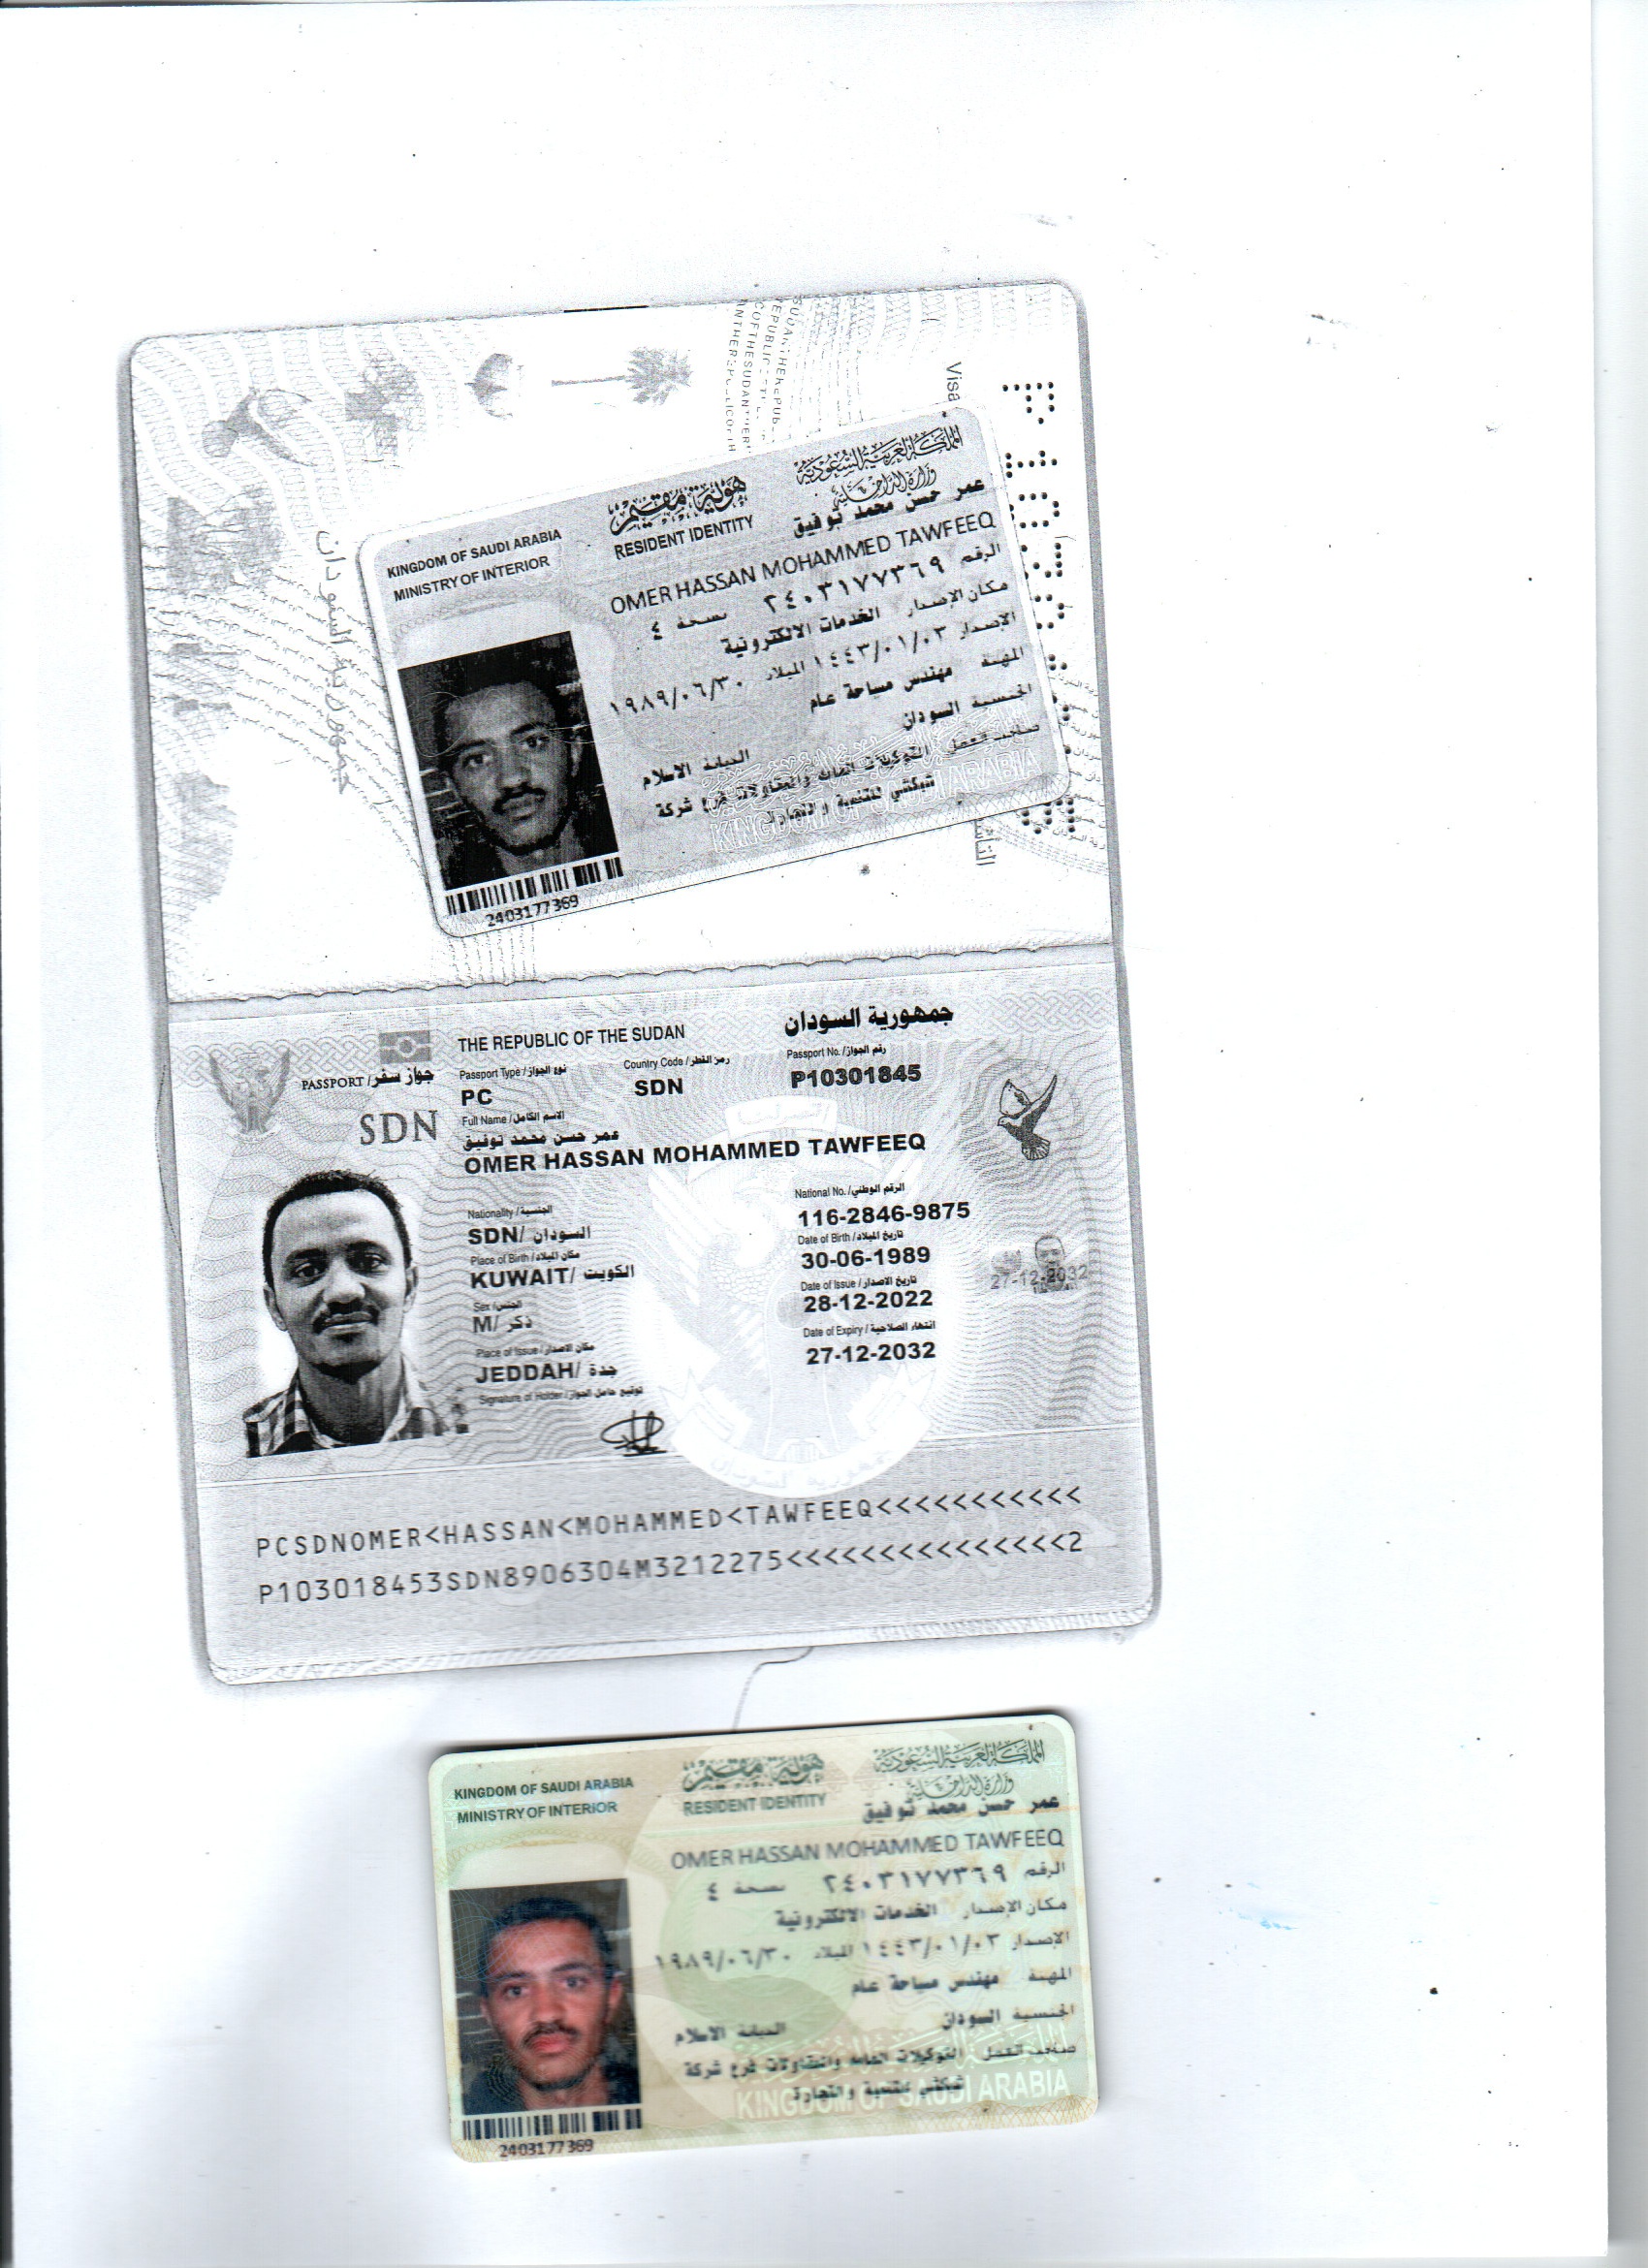 Visa
جمهورية السودان
KINGDOM OF SAUDI ARABIA
MINISTRY OF INTERIOR
هوية مقيم
RESIDENT IDENTITY
المملكة العربية السعودية
وزارة الداخلية
عمر حسن محمد توفيق
OMER HASSAN MOHAMMED TAWFEEQ
الرقم ٢٤٠٣١٧٧٣٦٩ نسخة ٤
مكان الإصدار الخدمات الالكترونية
الإصدار ١٤٤٣/٠١/٠٣ الميلاد ١٩٨٩/٠٦/٣٠
المهنة مهندس مساحة عام
الجنسية السودان
الديانة الاسلام
صاحب العمل التوكيلات العامة والمقاولات فرع شركة
للتنمية والتجارة
KINGDOM OF SAUDI ARABIA
2403177369
THE REPUBLIC OF THE SUDAN
جمهورية السودان
PASSPORT / جواز سفر
SDN
Passport Type / نوع الجواز
PC
Country Code / رمز القطر
SDN
Passport No. / رقم الجواز
P10301845
Full Name / الاسم الكامل
عمر حسن محمد توفيق
OMER HASSAN MOHAMMED TAWFEEQ
Nationality / الجنسية
SDN/ السودان
National No. / الرقم الوطني
116-2846-9875
Place of Birth / مكان الميلاد
KUWAIT/ الكويت
Date of Birth / تاريخ الميلاد
30-06-1989
Sex / الجنس
M/ ذكر
Date of Issue / تاريخ الاصدار
28-12-2022
Place of Issue / مكان الاصدار
JEDDAH/ جدة
Date of Expiry / انتهاء الصلاحية
27-12-2032
Signature of Holder / توقيع حامل الجواز
27-12-2032
PCSDNOMER<HASSAN<MOHAMMED<TAWFEEQ<<<<<<<<<<<
P103018453SDN8906304M3212275<<<<<<<<<<<<<<<2
KINGDOM OF SAUDI ARABIA
MINISTRY OF INTERIOR
هوية مقيم
RESIDENT IDENTITY
المملكة العربية السعودية
وزارة الداخلية
عمر حسن محمد توفيق
OMER HASSAN MOHAMMED TAWFEEQ
الرقم ٢٤٠٣١٧٧٣٦٩ نسخة ٤
مكان الإصدار الخدمات الالكترونية
الإصدار ١٤٤٣/٠١/٠٣ الميلاد ١٩٨٩/٠٦/٣٠
المهنة مهندس مساحة عام
الجنسية السودان
الديانة الاسلام
صاحب العمل التوكيلات العامة والمقاولات فرع شركة
للتنمية والتجارة
KINGDOM OF SAUDI ARABIA
2403177369